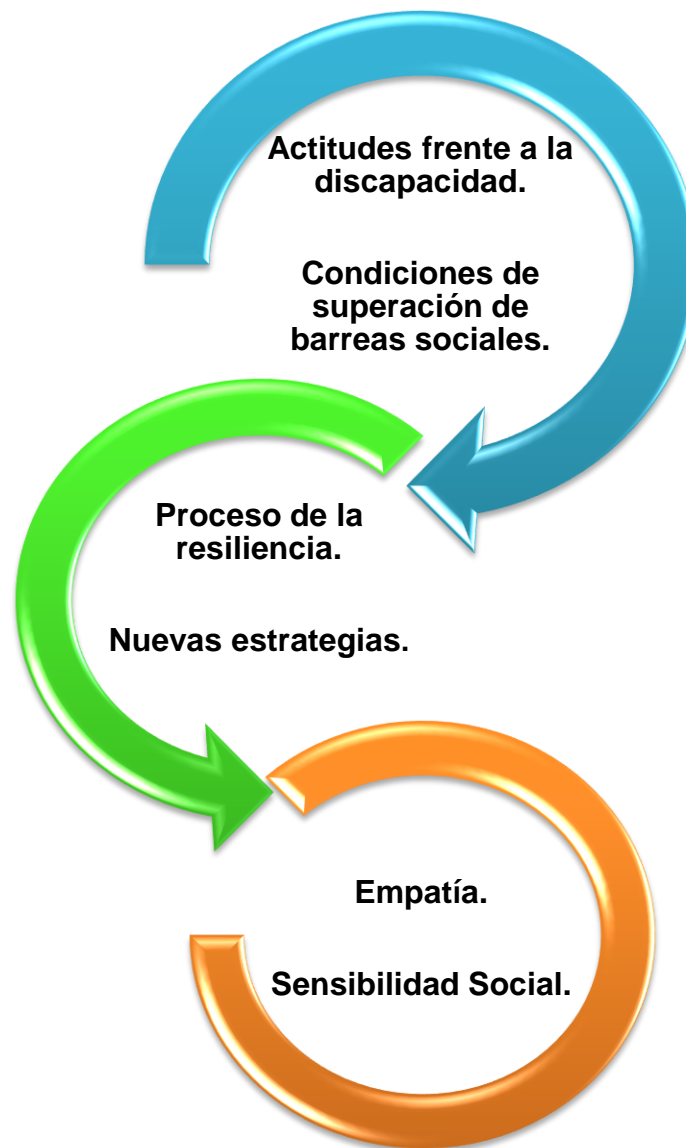 Actitudes frente a la
discapacidad.
Condiciones de
superación de
barreas sociales.
Proceso de la
resiliencia.
Nuevas estrategias.
Empatía.
Sensibilidad Social.